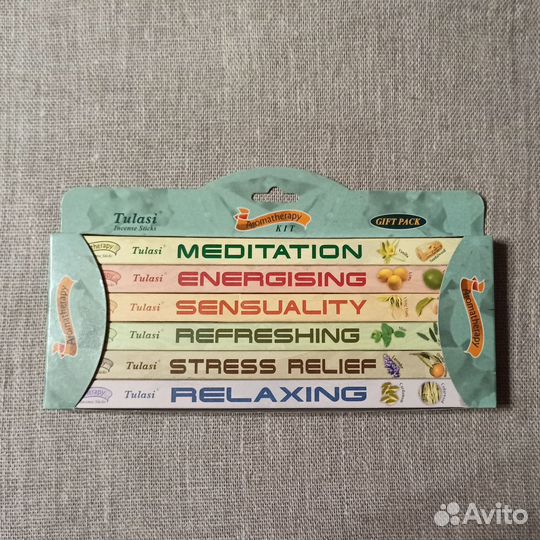 Tulasi
Incense Sticks
Aromatherapy
KIT
GIFT PACK
Tulasi MEDITATION
Tulasi ENERGISING
Tulasi SENSUALITY
Tulasi REFRESHING
Tulasi STRESS RELIEF
Tulasi RELAXING
Aromatherapy
Aromatherapy
Avito